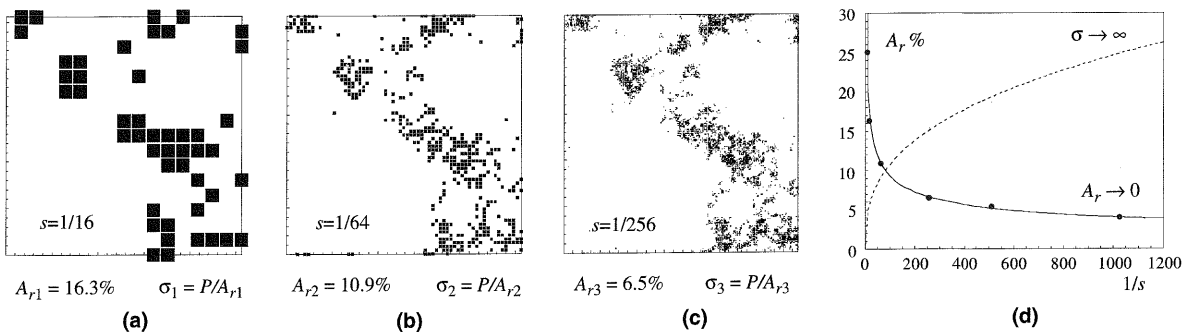 s=1/16
A_r1 = 16.3% σ_1 = P/A_r1
(a)
s=1/64
A_r2 = 10.9% σ_2 = P/A_r2
(b)
s=1/256
A_r3 = 6.5% σ_3 = P/A_r3
(c)
30
25
20
15
10
5
0
A_r %
σ → ∞
A_r → 0
0 200 400 600 800 1000 1200
1/s
(d)